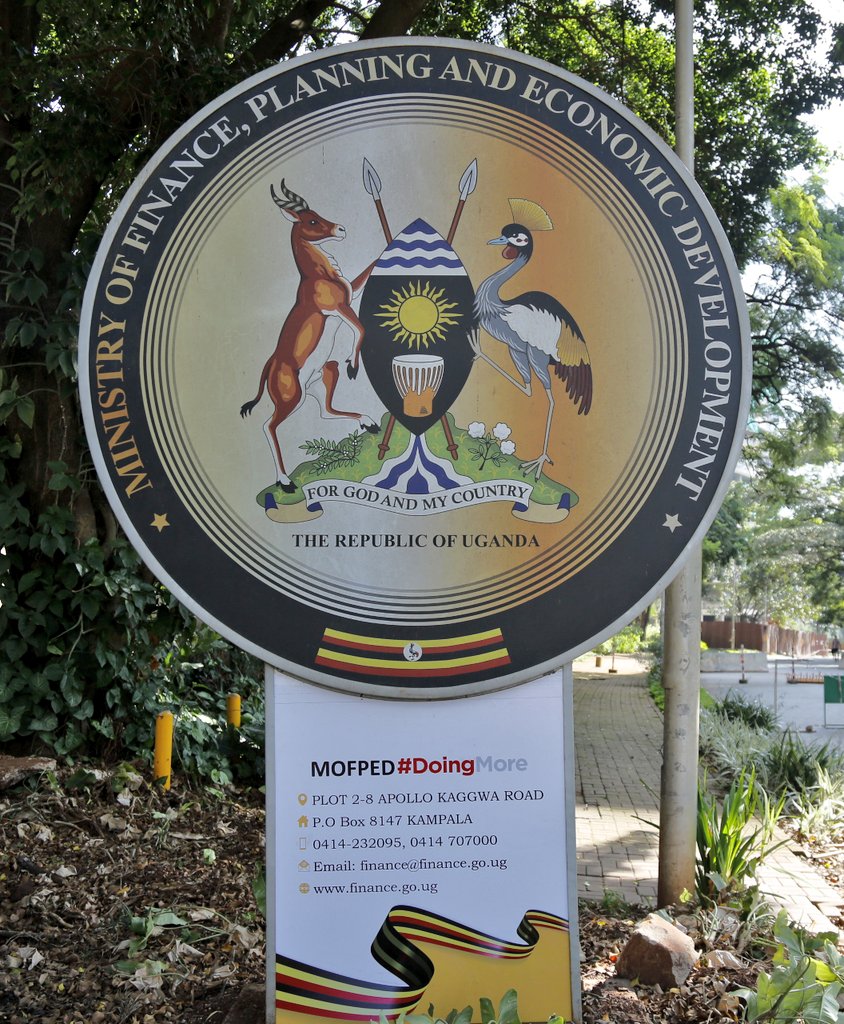 MINISTRY OF FINANCE, PLANNING AND ECONOMIC DEVELOPMENT
FOR GOD AND MY COUNTRY
THE REPUBLIC OF UGANDA
MOFPED#DoingMore
PLOT 2-8 APOLLO KAGGWA ROAD
P.O Box 8147 KAMPALA
0414-232095, 0414 707000
Email: finance@finance.go.ug
www.finance.go.ug